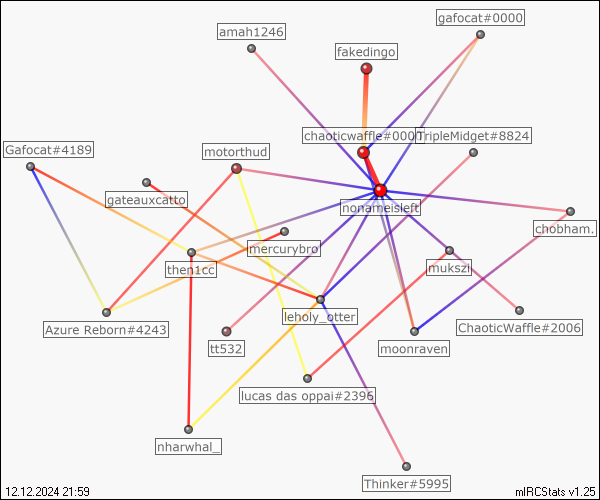 gafocat#0000
amah1246
fakedingo
chaoticwaffle#000
TripleMidget#8824
Gafocat#4189
motorthud
gateauxcatto
nonameisleft
chobham.
mercurybro
then1cc
mukszi
leholy_otter
Azure Reborn#4243
ChaoticWaffle#2006
tt532
moonraven
lucas das oppai#2396
nharwhal_
Thinker#5995
12.12.2024 21:59
mIRCStats v1.25